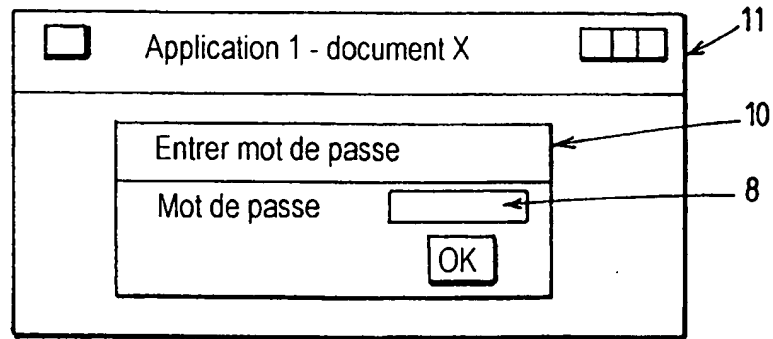 Application 1 - document X
11
10
Entrer mot de passe
Mot de passe
8
OK